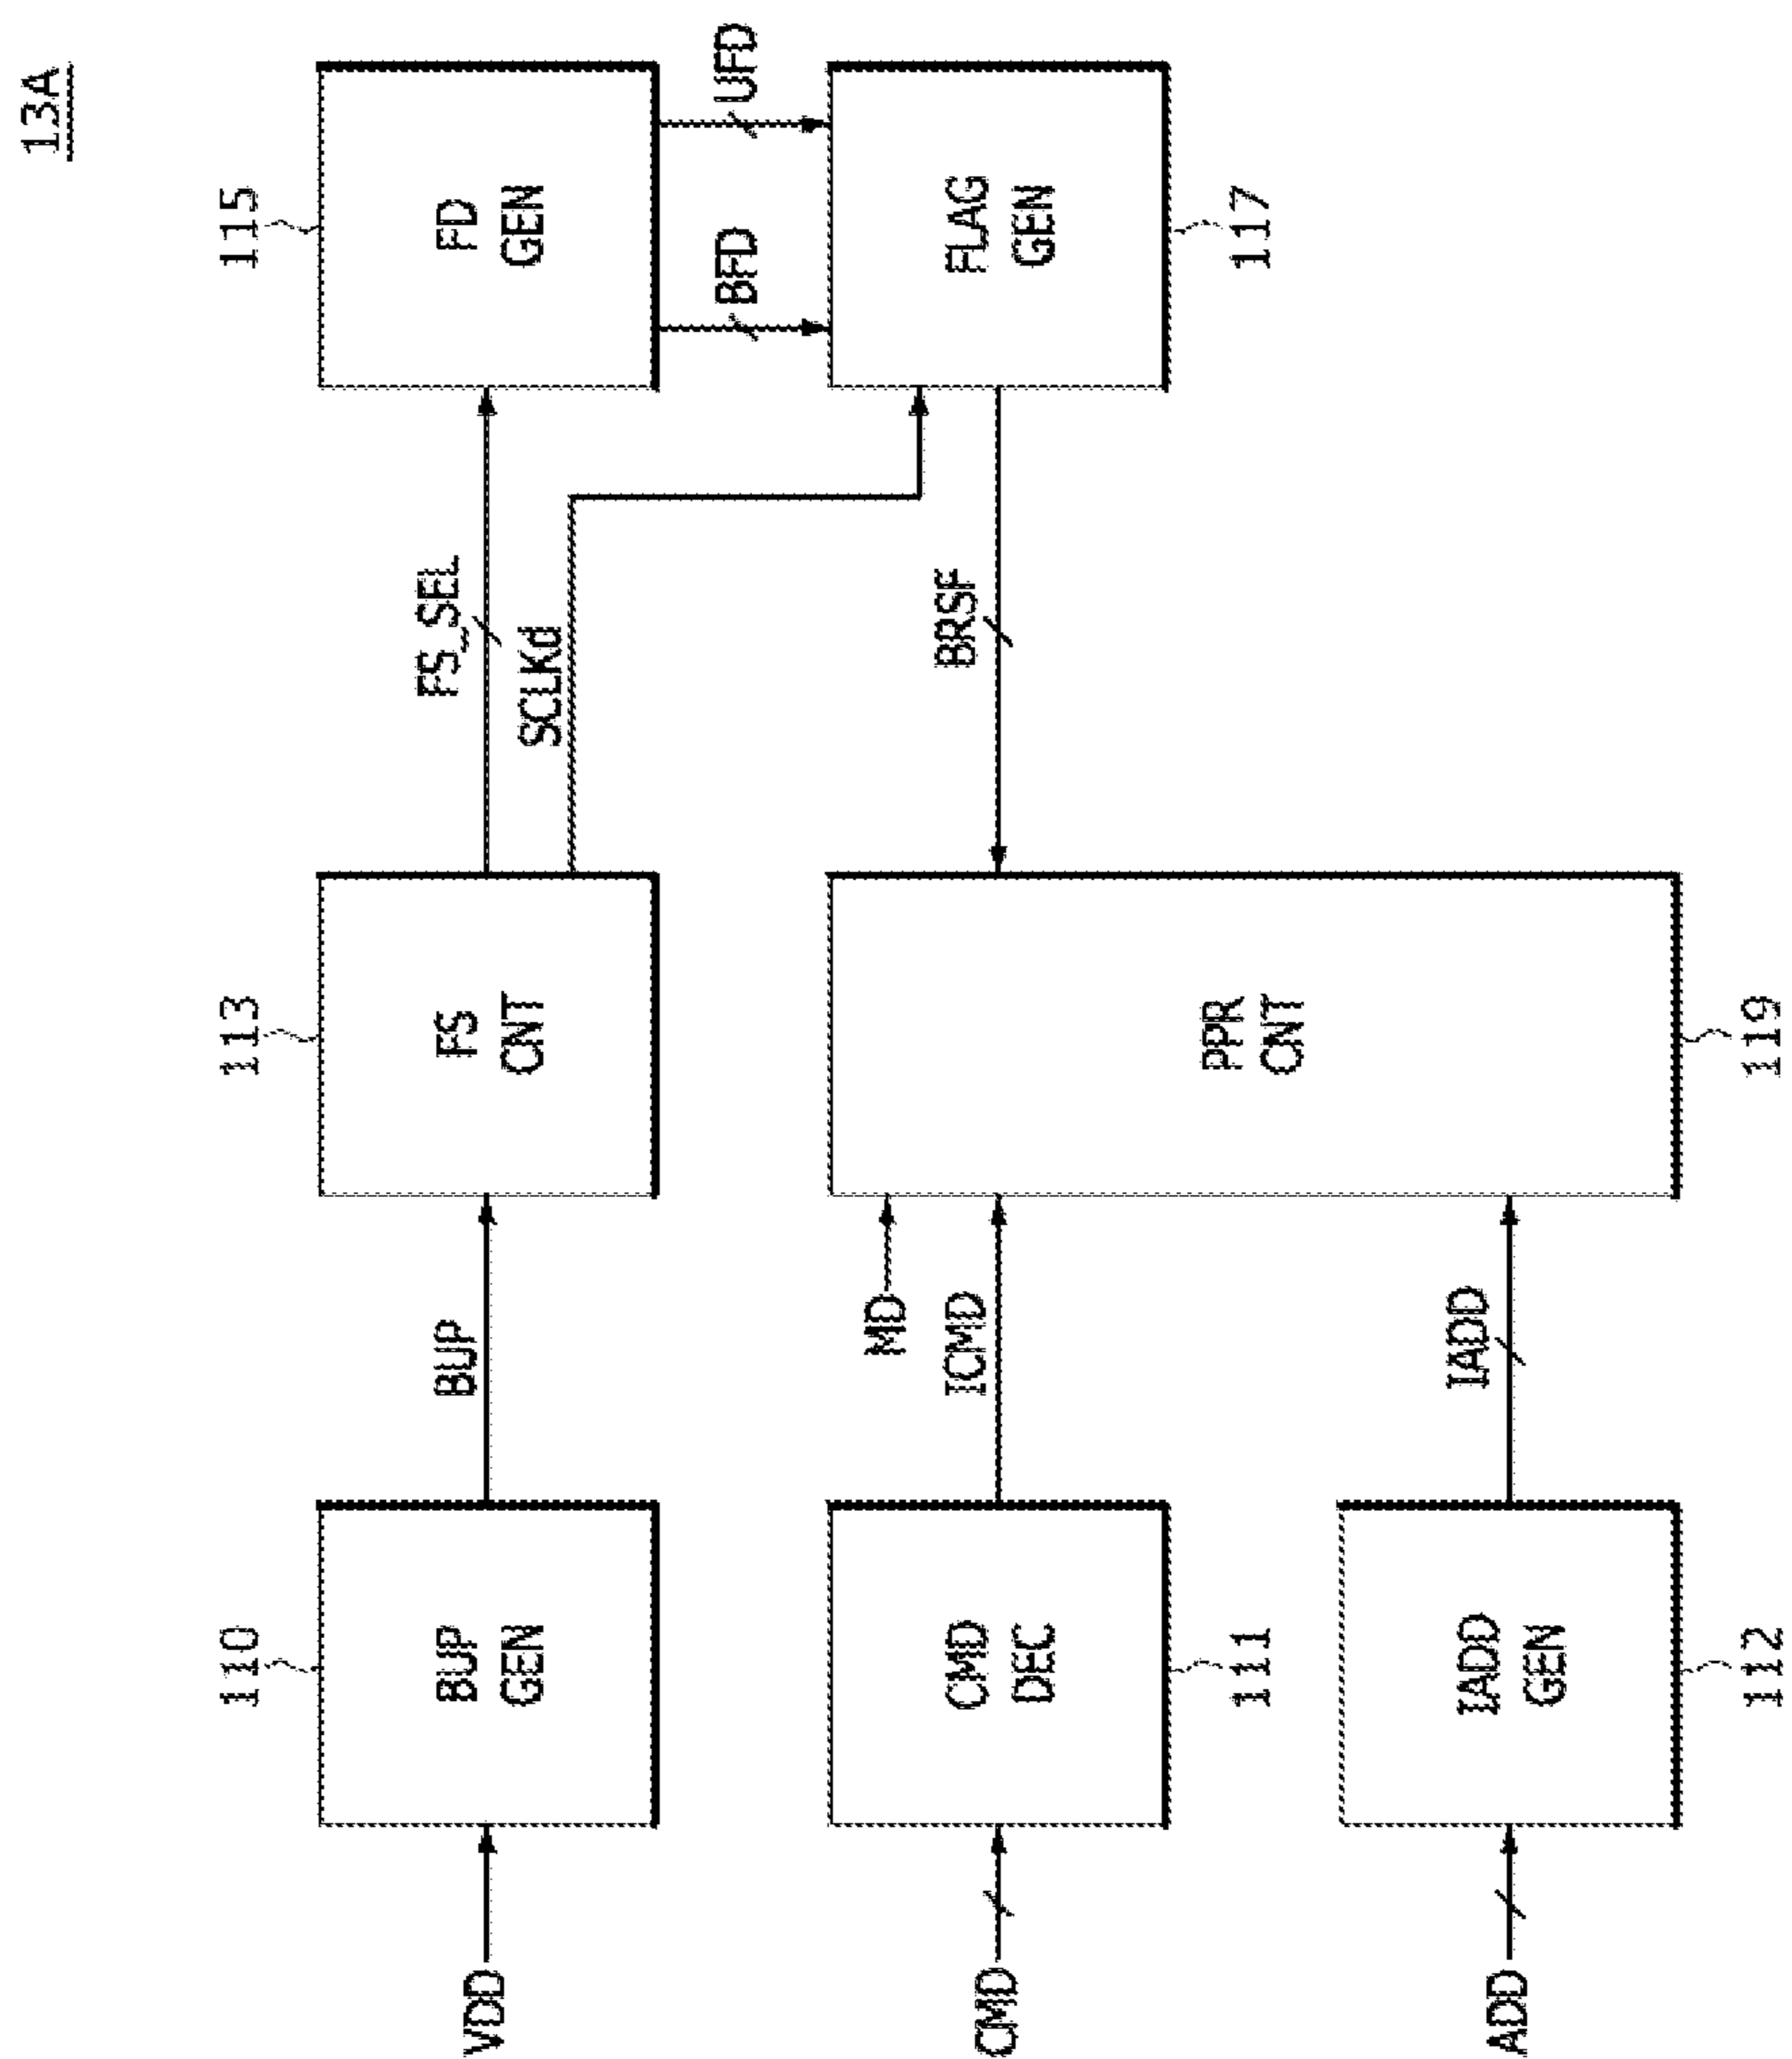 13A
110
113
115
VDD
BUP
GEN
BUP
FS
CNT
FS_SEL
SCLKd
FD
GEN
BFD
UFD
CMD
CMD
DEC
111
MD
ICMD
PPR
CNT
BRSF
FLAG
GEN
117
ADD
IADD
GEN
112
IADD
119